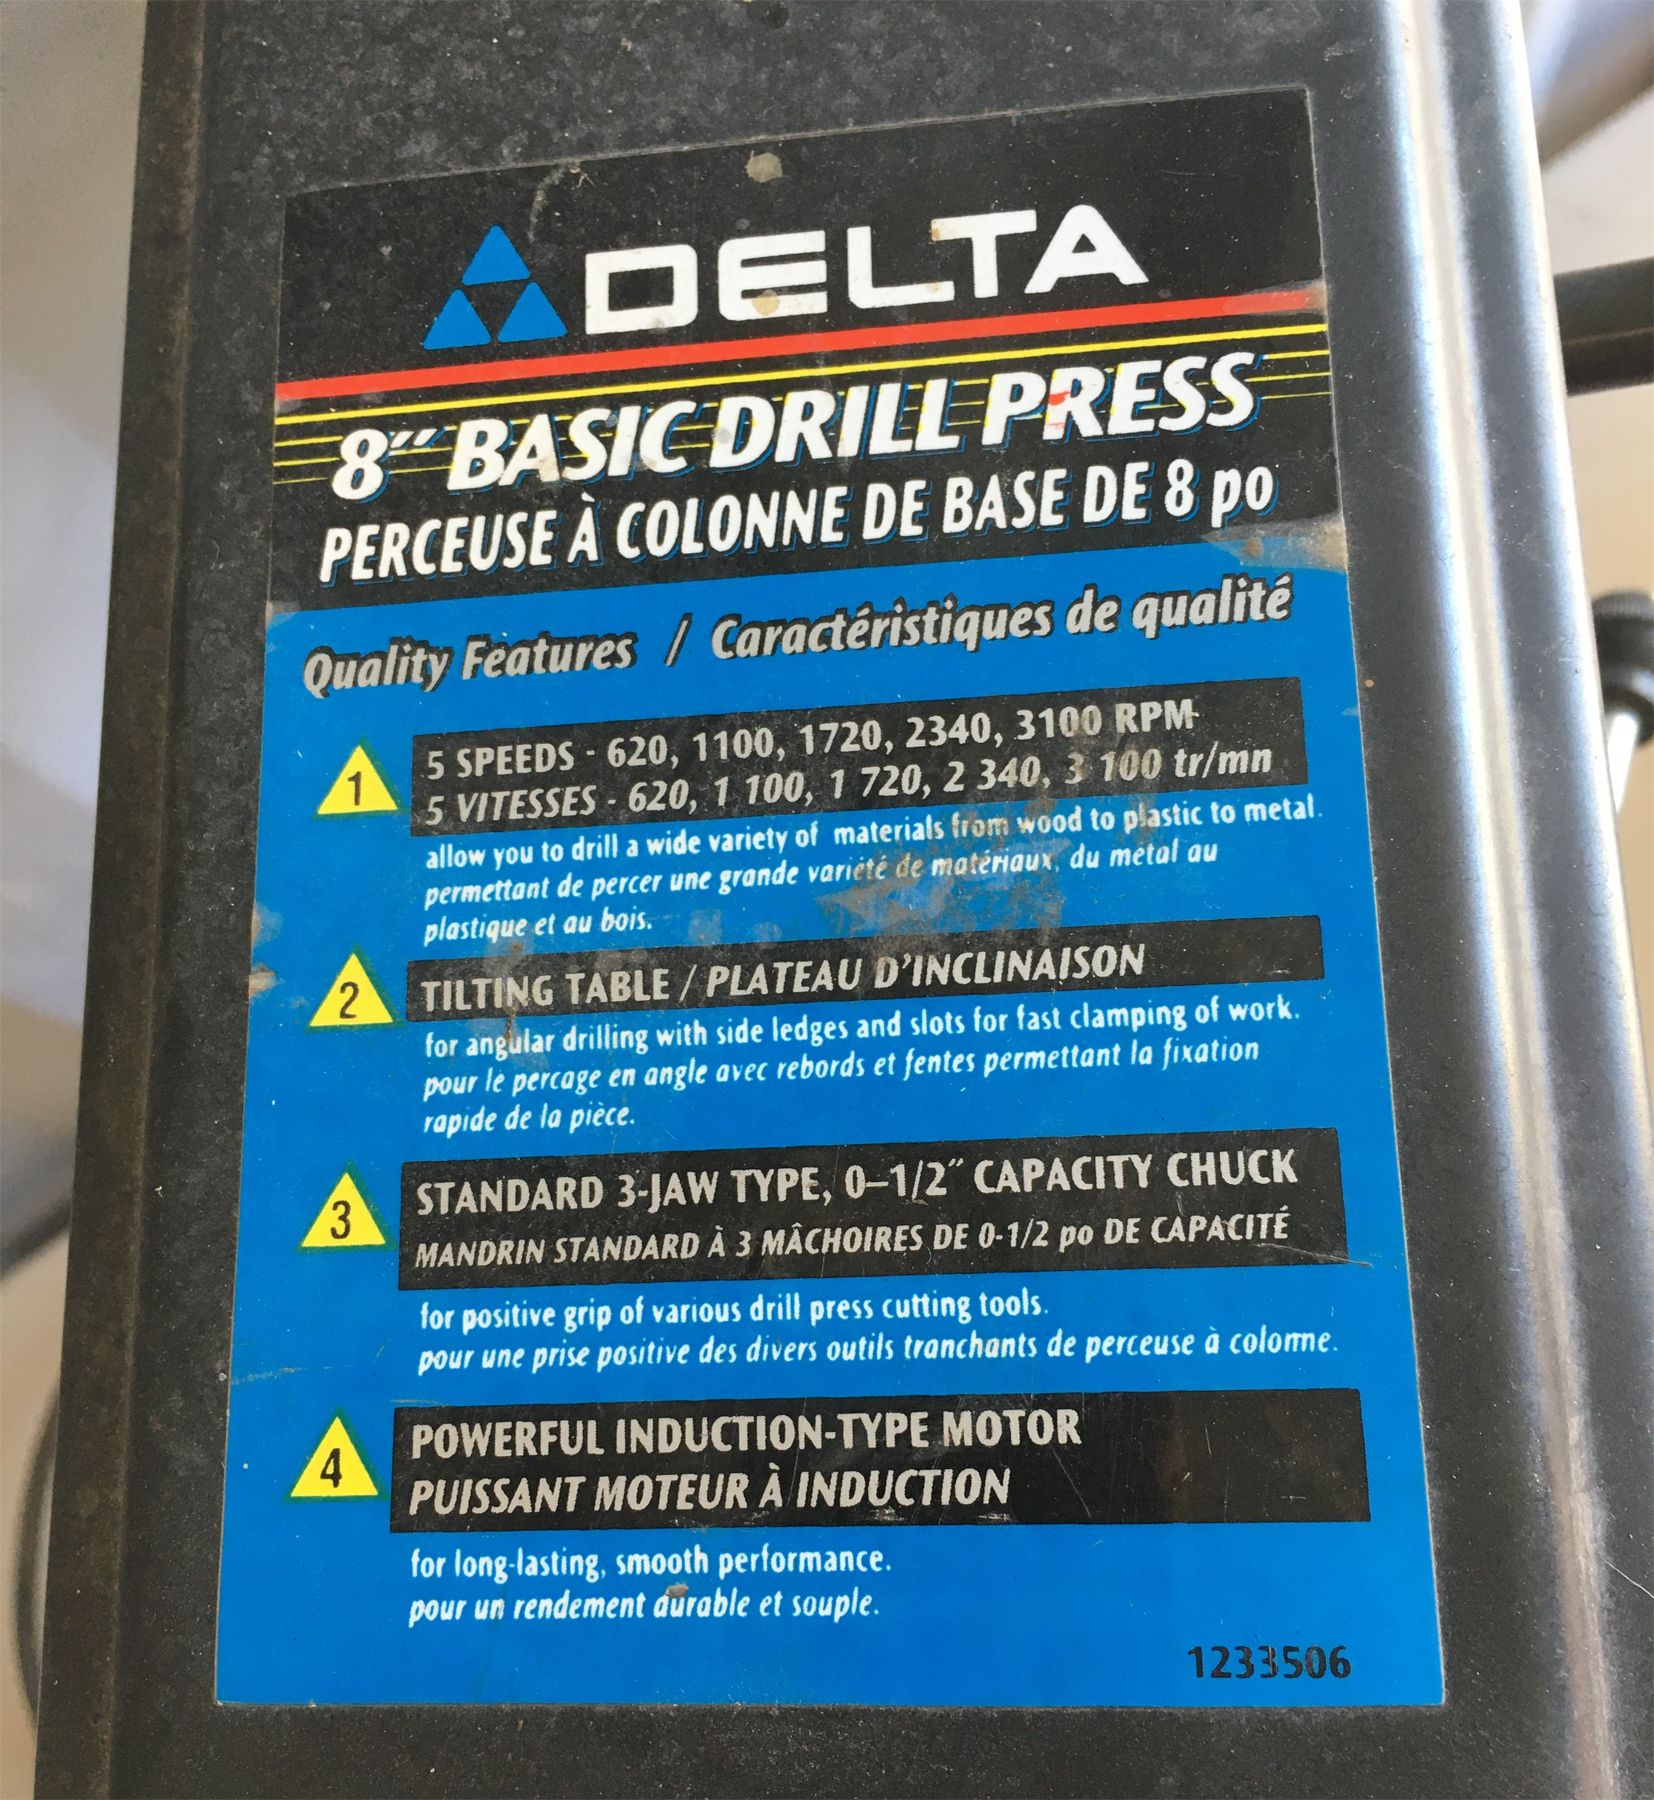 DELTA
8" BASIC DRILL PRESS
PERCEUSE À COLONNE DE BASE DE 8 po
Quality Features / Caractéristiques de qualité
1
5 SPEEDS - 620, 1100, 1720, 2340, 3100 RPM
5 VITESSES - 620, 1 100, 1 720, 2 340, 3 100 tr/mn
allow you to drill a wide variety of materials from wood to plastic to metal.
permettant de percer une grande variété de matériaux, du métal au
plastique et au bois.
2
TILTING TABLE / PLATEAU D'INCLINAISON
for angular drilling with side ledges and slots for fast clamping of work.
pour le percage en angle avec rebords et fentes permettant la fixation
rapide de la pièce.
3
STANDARD 3-JAW TYPE, 0–1/2" CAPACITY CHUCK
MANDRIN STANDARD À 3 MÂCHOIRES DE 0-1/2 po DE CAPACITÉ
for positive grip of various drill press cutting tools.
pour une prise positive des divers outils tranchants de perceuse à colonne.
4
POWERFUL INDUCTION-TYPE MOTOR
PUISSANT MOTEUR À INDUCTION
for long-lasting, smooth performance.
pour un rendement durable et souple.
1233506